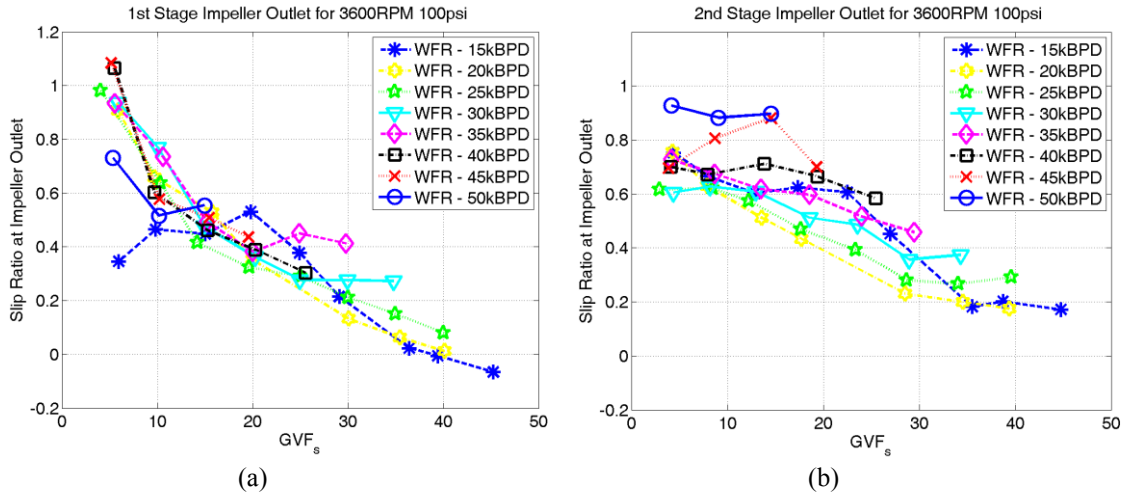 1st Stage Impeller Outlet for 3600RPM 100psi
Slip Ratio at Impeller Outlet
1.2
1
0.8
0.6
0.4
0.2
0
-0.2
0 10 20 30 40 50
GVFs
WFR - 15kBPD
WFR - 20kBPD
WFR - 25kBPD
WFR - 30kBPD
WFR - 35kBPD
WFR - 40kBPD
WFR - 45kBPD
WFR - 50kBPD
(a)
2nd Stage Impeller Outlet for 3600RPM 100psi
Slip Ratio at Impeller Outlet
1
0.8
0.6
0.4
0.2
0
-0.2
0 10 20 30 40 50
GVFs
WFR - 15kBPD
WFR - 20kBPD
WFR - 25kBPD
WFR - 30kBPD
WFR - 35kBPD
WFR - 40kBPD
WFR - 45kBPD
WFR - 50kBPD
(b)